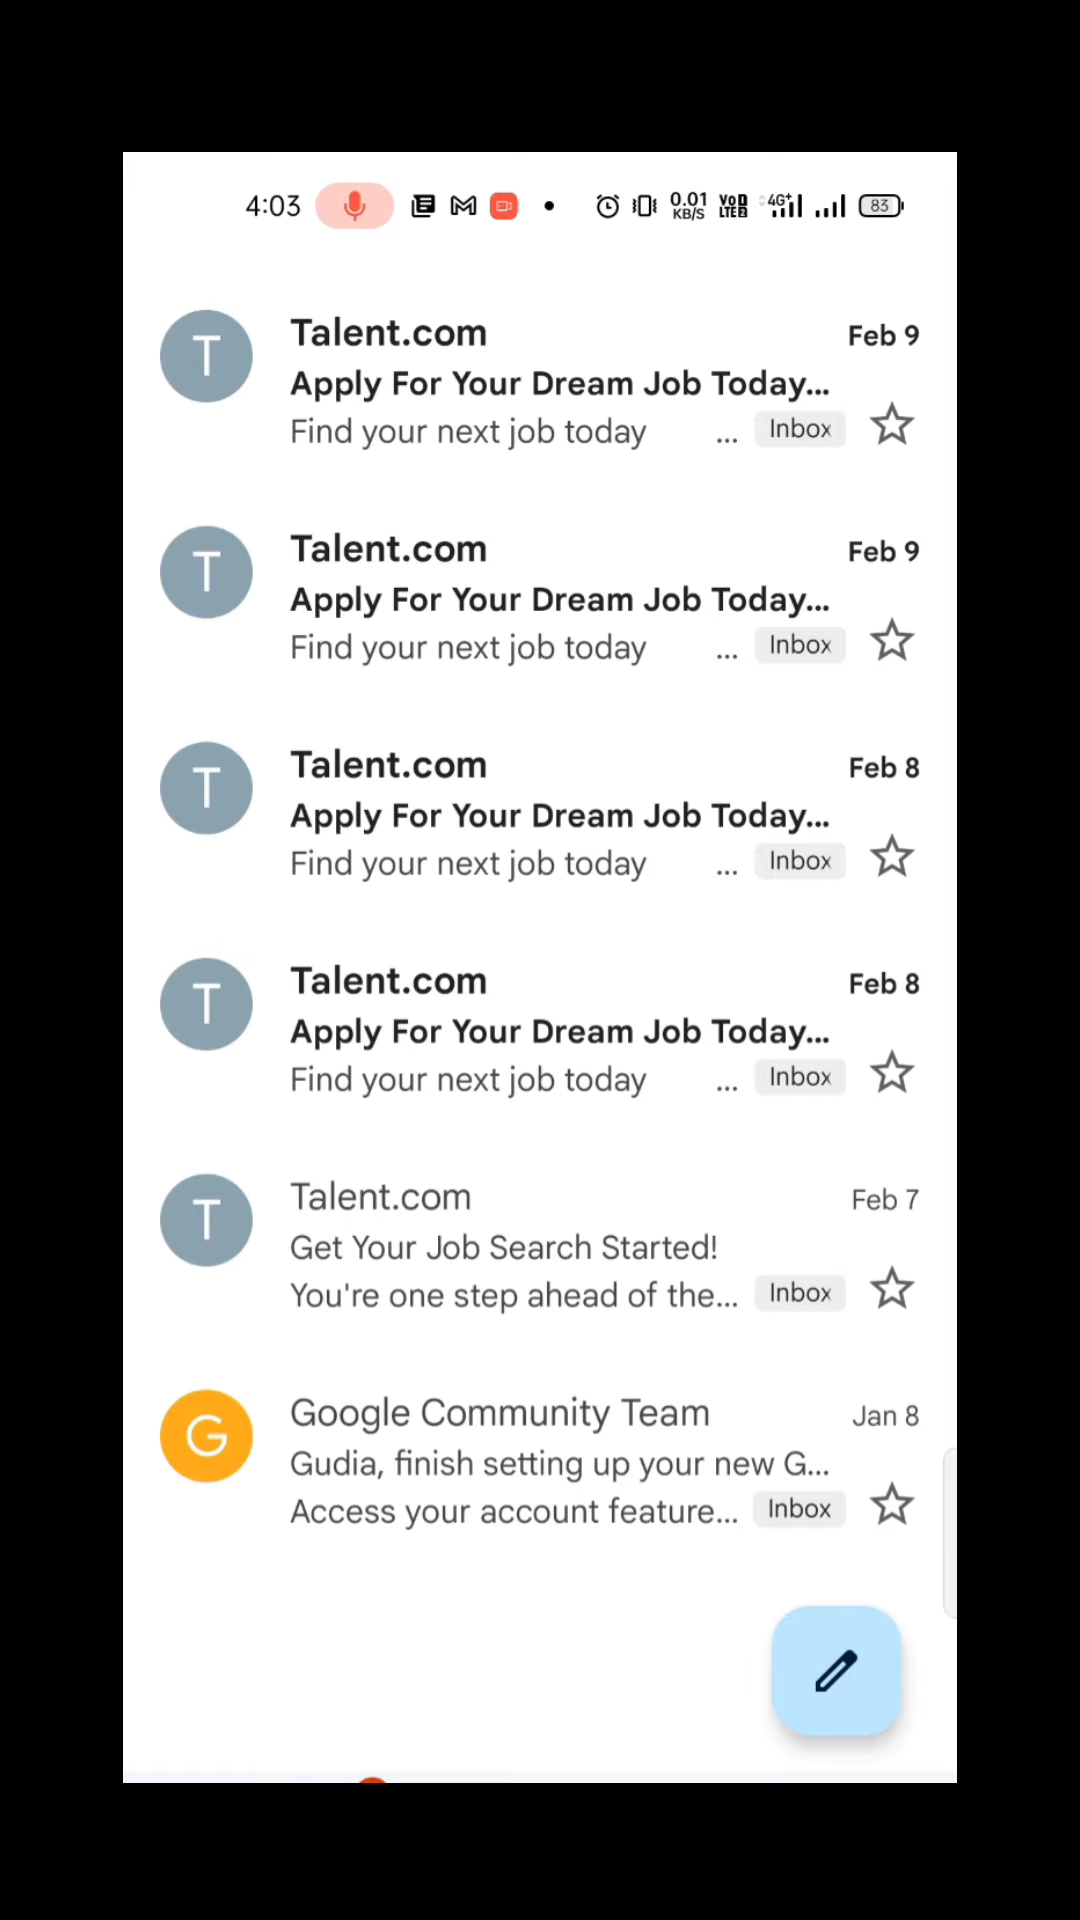 4:03 0.01 KB/S VoD LTE2 4G+ 83
T Talent.com Feb 9
Apply For Your Dream Job Today...
Find your next job today ... Inbox
T Talent.com Feb 9
Apply For Your Dream Job Today...
Find your next job today ... Inbox
T Talent.com Feb 8
Apply For Your Dream Job Today...
Find your next job today ... Inbox
T Talent.com Feb 8
Apply For Your Dream Job Today...
Find your next job today ... Inbox
T Talent.com Feb 7
Get Your Job Search Started!
You're one step ahead of the... Inbox
G Google Community Team Jan 8
Gudia, finish setting up your new G...
Access your account feature... Inbox